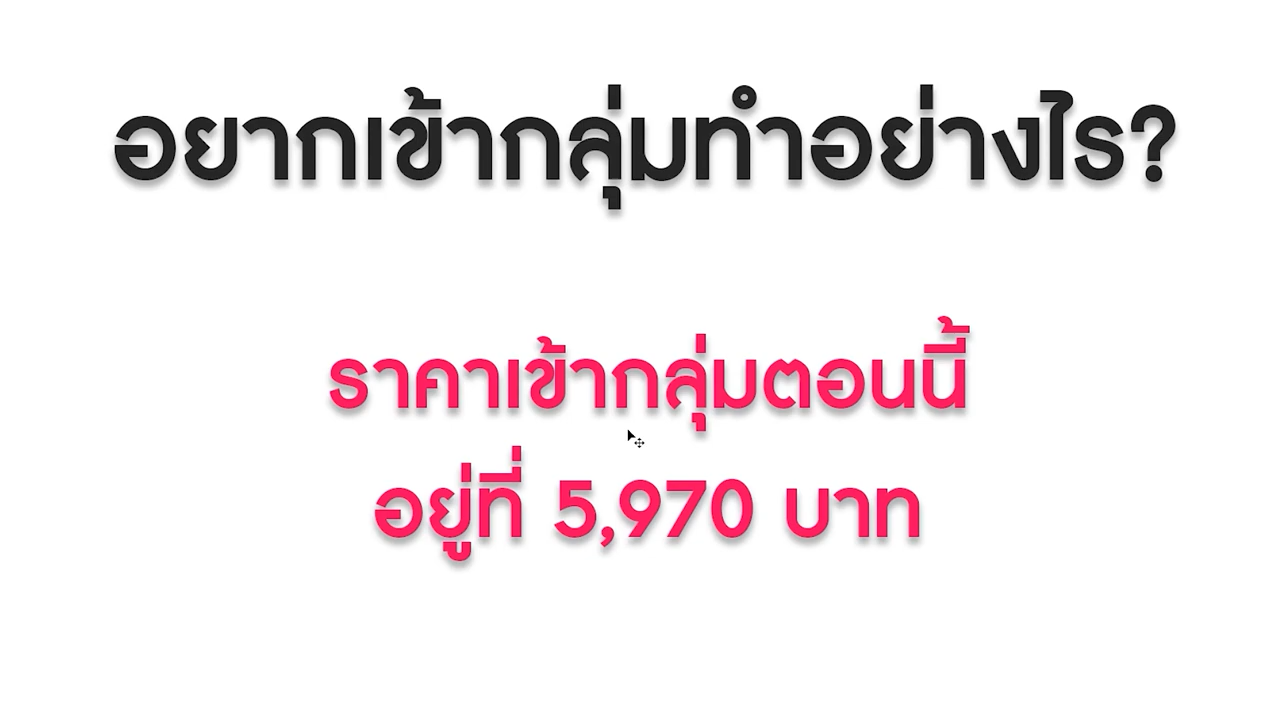 อยากเข้ากลุ่มทำอย่างไร?
ราคาเข้ากลุ่มตอนนี้
อยู่ที่ 5,970 บาท